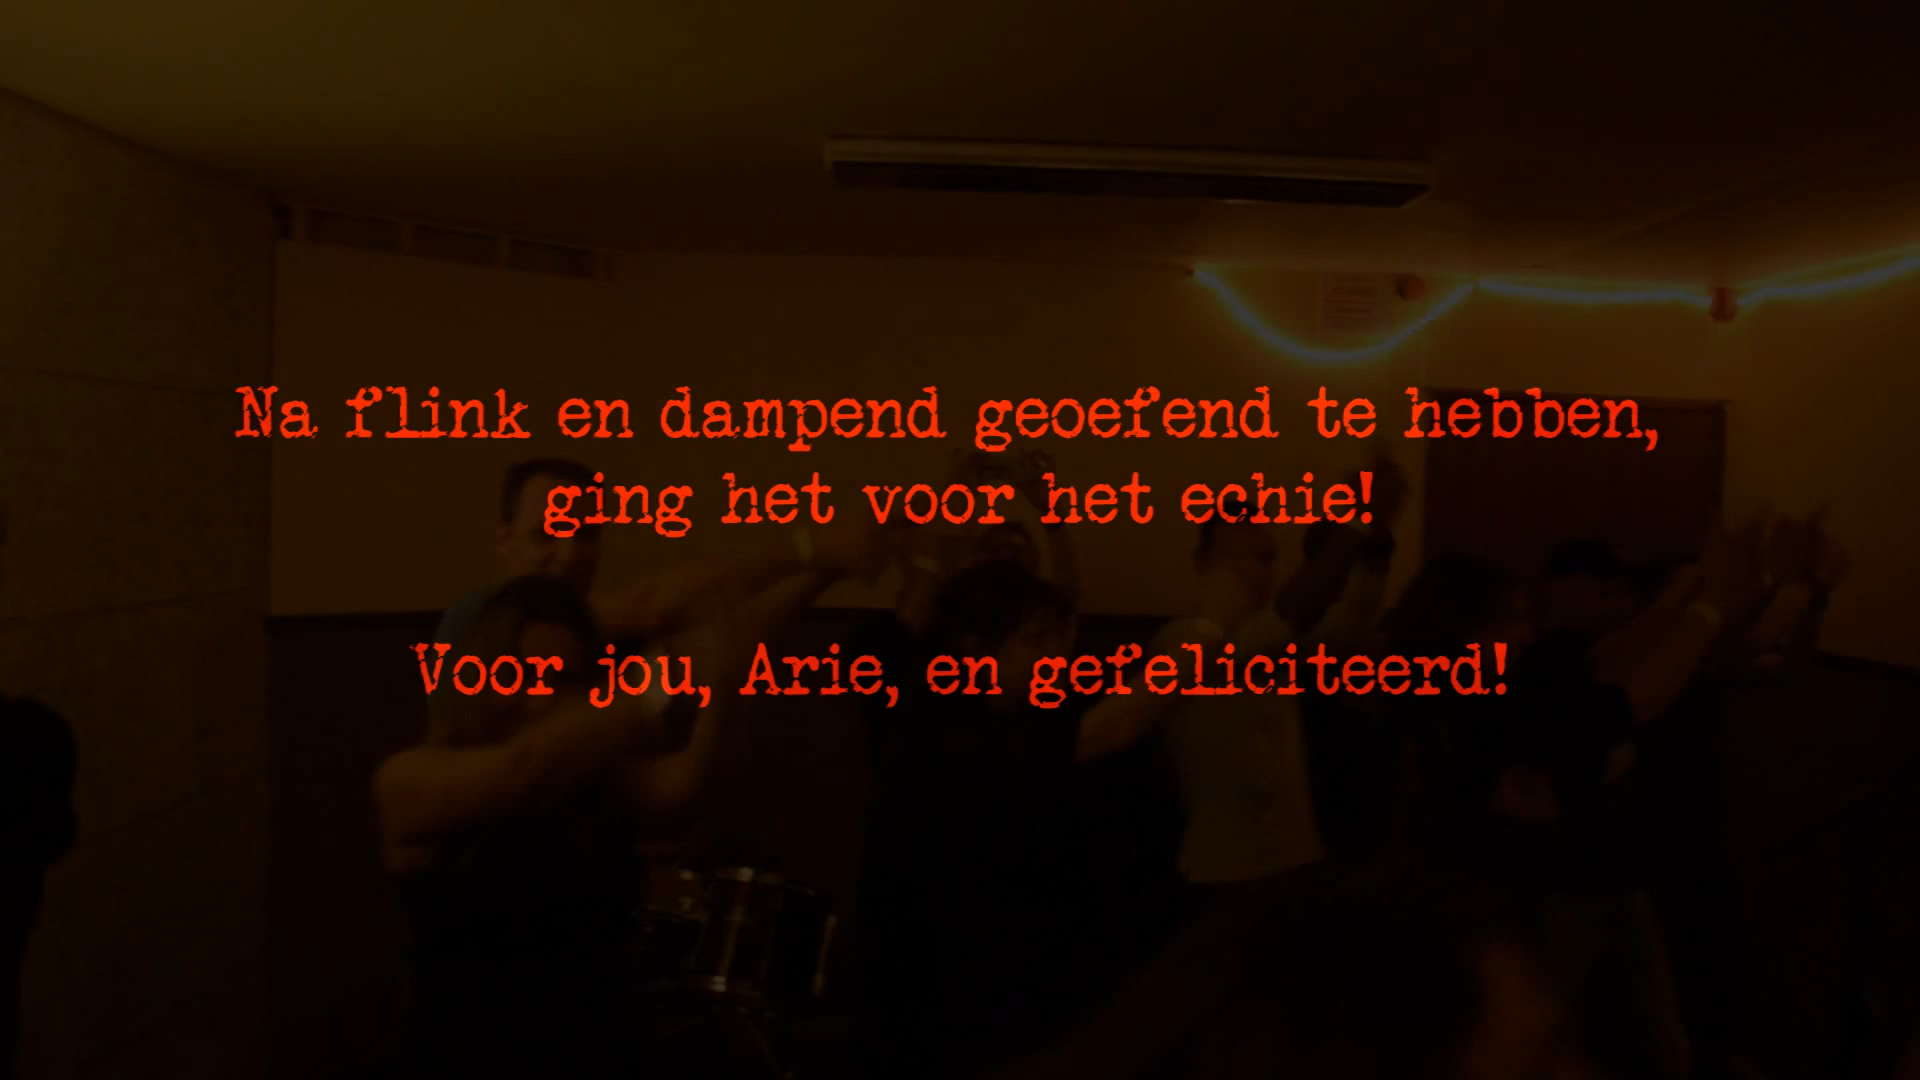 Na flink en dampend geoefend te hebben,
ging het voor het echie!
Voor jou, Arie, en gefeliciteerd!